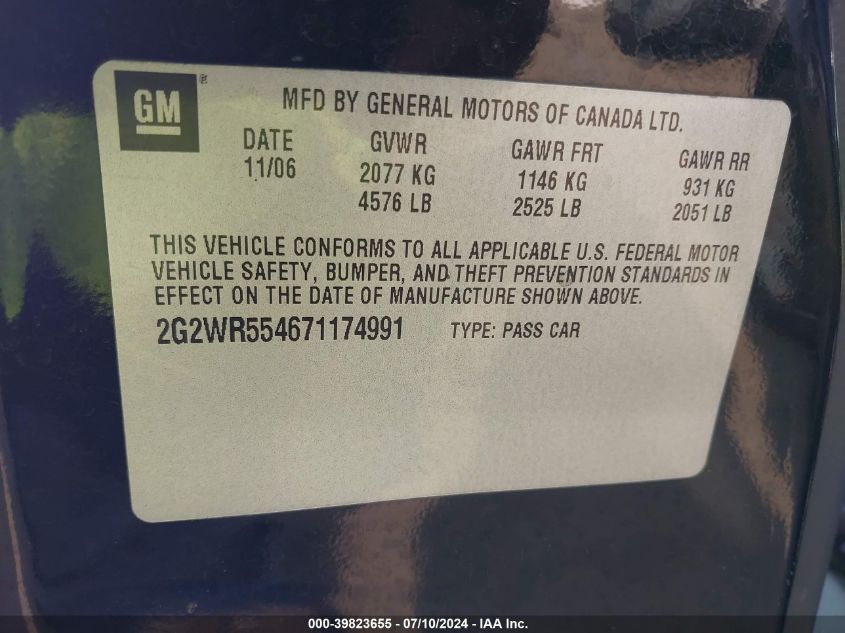 GM ®
MFD BY GENERAL MOTORS OF CANADA LTD.
DATE GVWR GAWR FRT GAWR RR
11/06 2077 KG 1146 KG 931 KG
4576 LB 2525 LB 2051 LB
THIS VEHICLE CONFORMS TO ALL APPLICABLE U.S. FEDERAL MOTOR
VEHICLE SAFETY, BUMPER, AND THEFT PREVENTION STANDARDS IN
EFFECT ON THE DATE OF MANUFACTURE SHOWN ABOVE.
2G2WR554671174991 TYPE: PASS CAR
000-39823655 - 07/10/2024 - IAA Inc.